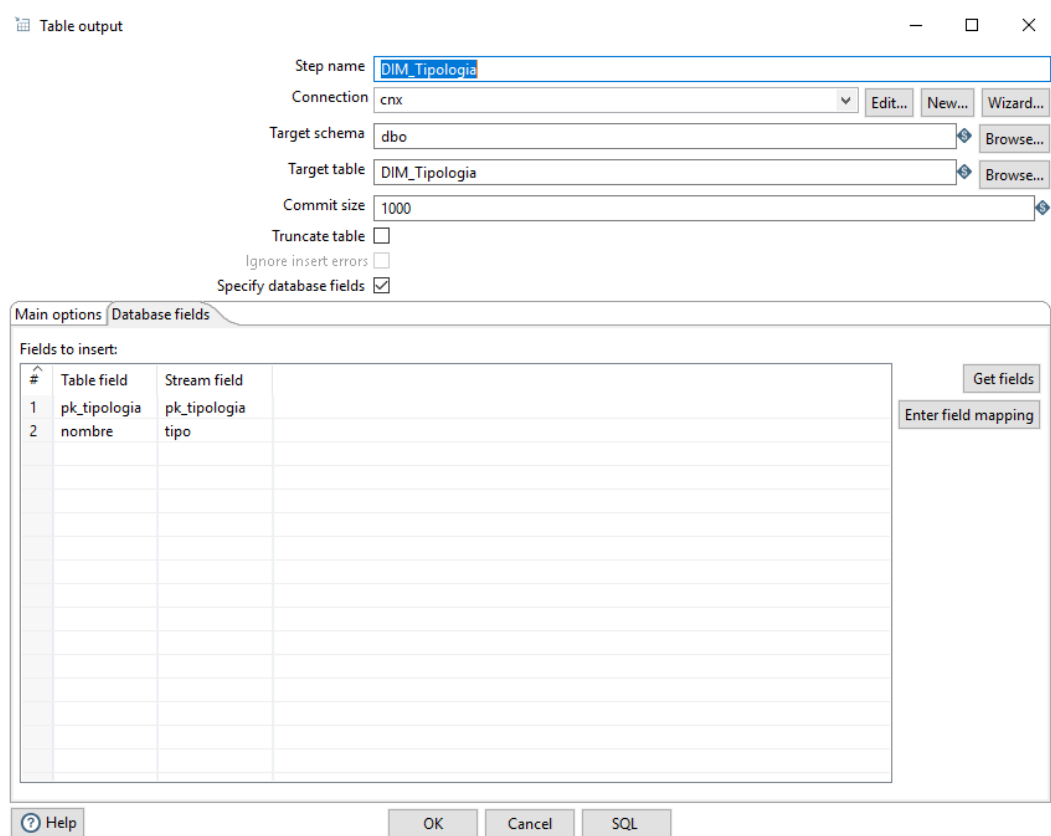 Table output
Step name DIM_Tipologia
Connection cnx Edit... New... Wizard...
Target schema dbo Browse...
Target table DIM_Tipologia Browse...
Commit size 1000
Truncate table
Ignore insert errors
Specify database fields
Main options Database fields
Fields to insert:
# Table field Stream field Get fields
1 pk_tipologia pk_tipologia Enter field mapping
2 nombre tipo
Help OK Cancel SQL